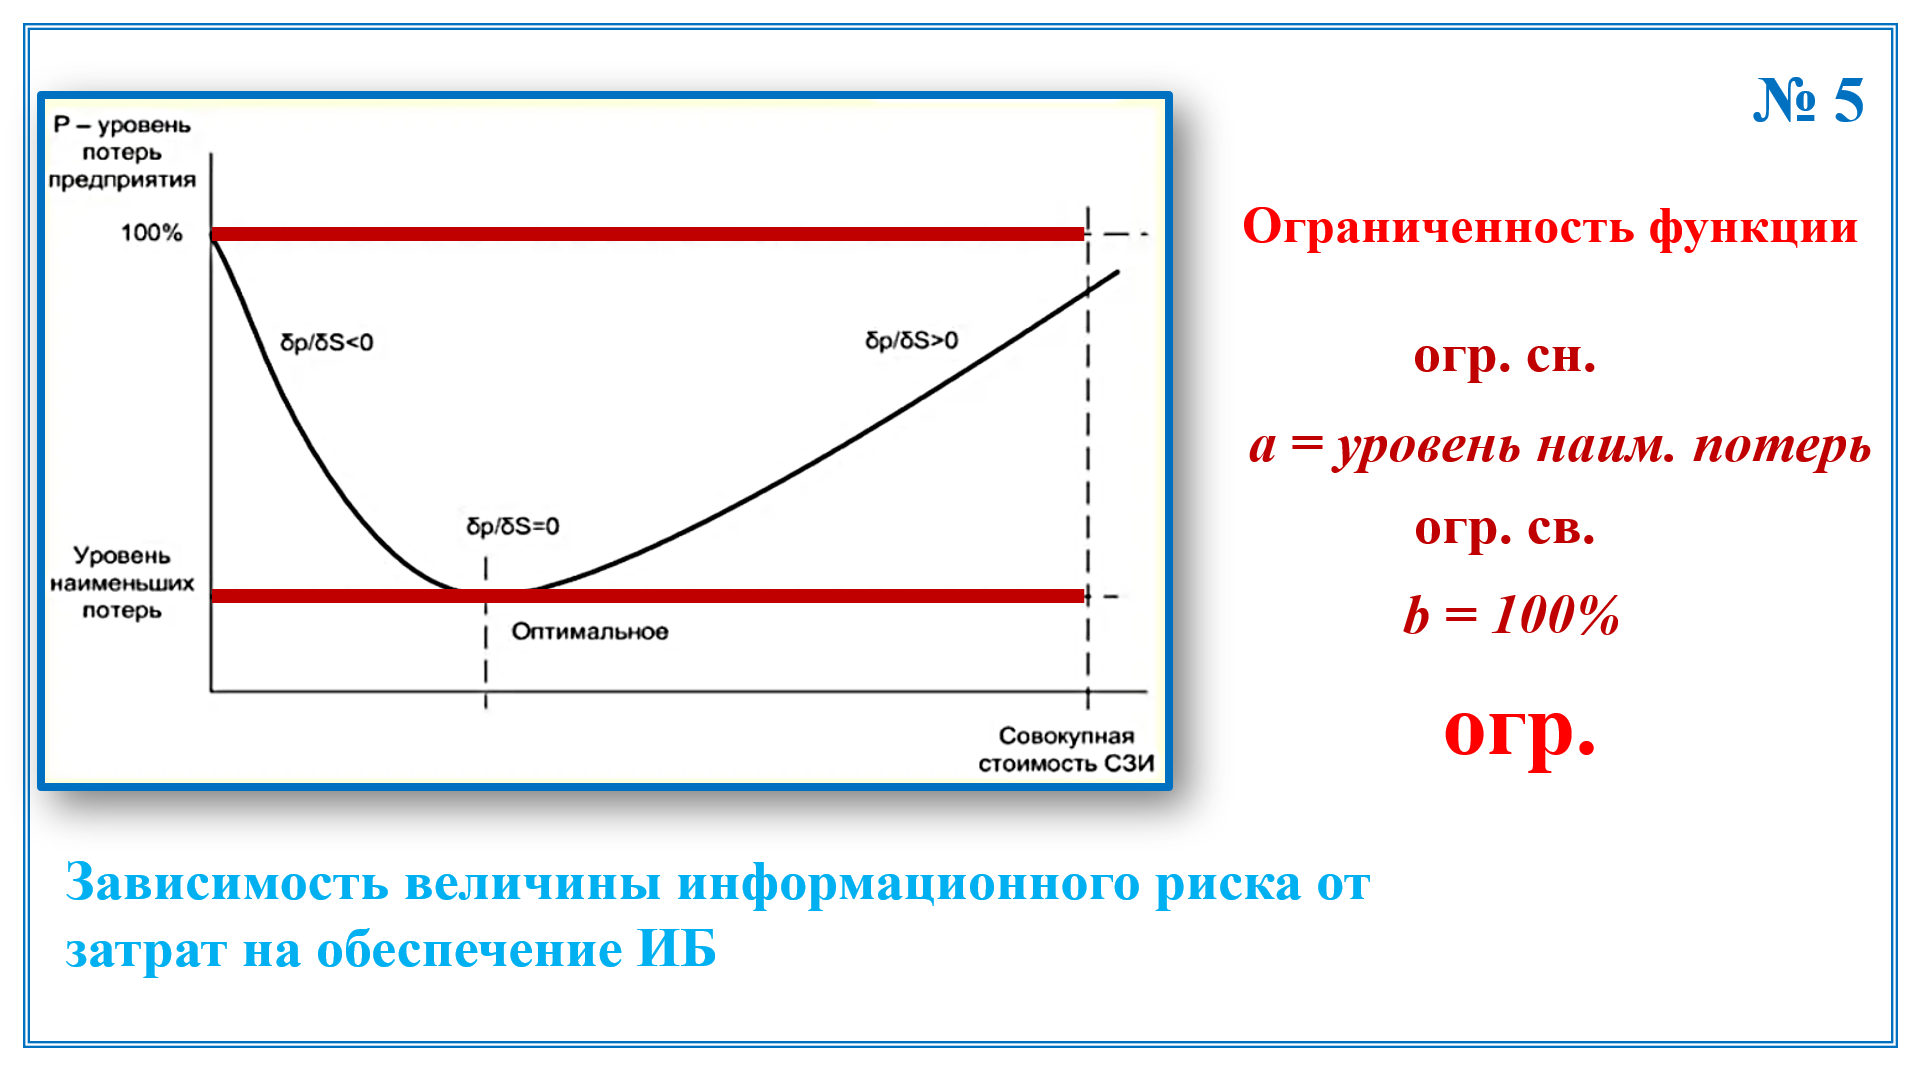 № 5
P – уровень
потерь
предприятия
100%
δp/δS<0
δp/δS>0
δp/δS=0
Уровень
наименьших
потерь
Оптимальное
Совокупная
стоимость СЗИ
Ограниченность функции
огр. сн.
a = уровень наим. потерь
огр. св.
b = 100%
огр.
Зависимость величины информационного риска от
затрат на обеспечение ИБ